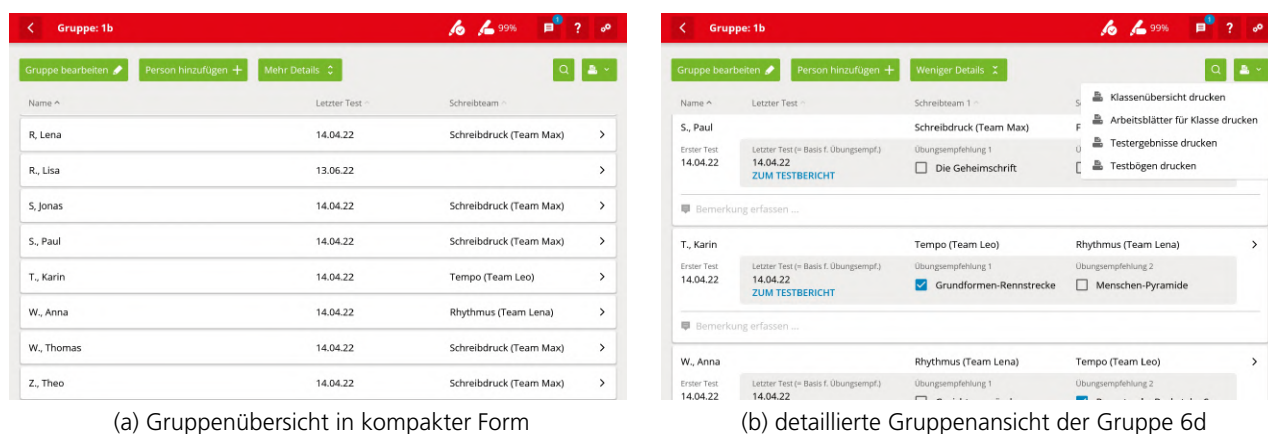 Gruppe: 1b
99%
1
?
Gruppe bearbeiten
Person hinzufügen +
Mehr Details
Name
Letzter Test
Schreibteam
R, Lena 14.04.22 Schreibdruck (Team Max)
R., Lisa 13.06.22
S, Jonas 14.04.22 Schreibdruck (Team Max)
S., Paul 14.04.22 Schreibdruck (Team Max)
T., Karin 14.04.22 Tempo (Team Leo)
W., Anna 14.04.22 Rhythmus (Team Lena)
W., Thomas 14.04.22 Schreibdruck (Team Max)
Z., Theo 14.04.22 Schreibdruck (Team Max)
(a) Gruppenübersicht in kompakter Form
Gruppe: 1b
99%
1
?
Gruppe bearbeiten
Person hinzufügen +
Weniger Details
Klassenübersicht drucken
Arbeitsblätter für Klasse drucken
Testergebnisse drucken
Testbögen drucken
Name
Letzter Test
Schreibteam 1
S., Paul Schreibdruck (Team Max)
Erster Test Letzter Test (= Basis f. Übungsempf.) Übungsempfehlung 1
14.04.22 14.04.22 Die Geheimschrift
ZUM TESTBERICHT
Bemerkung erfassen ...
T., Karin Tempo (Team Leo) Rhythmus (Team Lena)
Erster Test Letzter Test (= Basis f. Übungsempf.) Übungsempfehlung 1 Übungsempfehlung 2
14.04.22 14.04.22 Grundformen-Rennstrecke Menschen-Pyramide
ZUM TESTBERICHT
Bemerkung erfassen ...
W., Anna Rhythmus (Team Lena) Tempo (Team Leo)
Erster Test Letzter Test (= Basis f. Übungsempf.) Übungsempfehlung 1 Übungsempfehlung 2
14.04.22 14.04.22
(b) detaillierte Gruppenansicht der Gruppe 6d